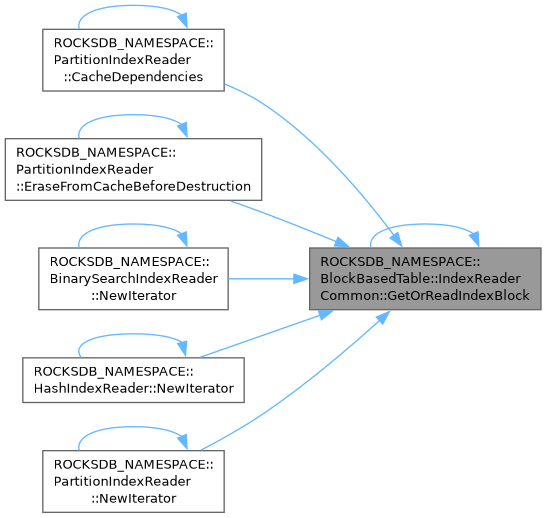 ROCKSDB_NAMESPACE::
PartitionIndexReader
::CacheDependencies
ROCKSDB_NAMESPACE::
PartitionIndexReader
::EraseFromCacheBeforeDestruction
ROCKSDB_NAMESPACE::
BinarySearchIndexReader
::NewIterator
ROCKSDB_NAMESPACE::
BlockBasedTable::IndexReader
Common::GetOrReadIndexBlock
ROCKSDB_NAMESPACE::
HashIndexReader::NewIterator
ROCKSDB_NAMESPACE::
PartitionIndexReader
::NewIterator